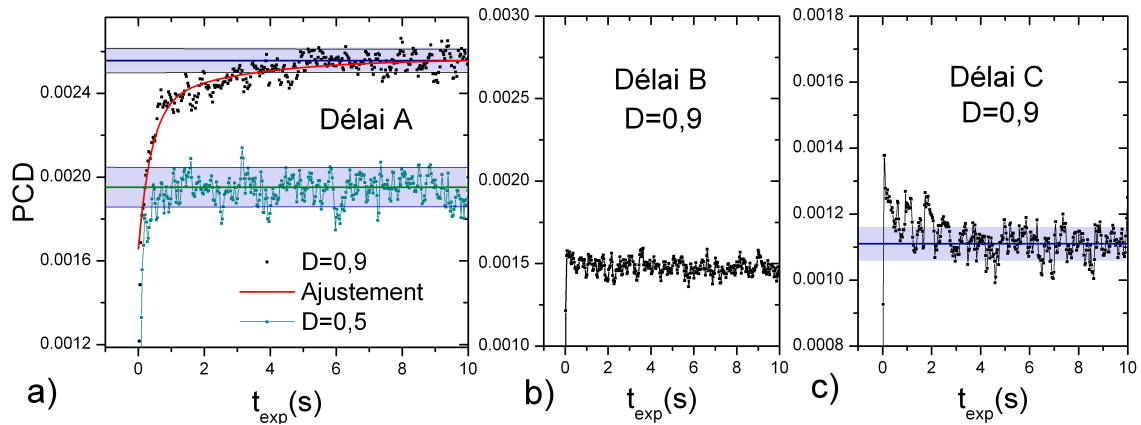 0.0024
0.0020
0.0016
0.0012
PCD
Délai A
D=0,9
Ajustement
D=0,5
0 2 4 6 8 10
a)
t_exp(s)
0.0030
0.0025
0.0020
0.0015
0.0010
Délai B
D=0,9
0 2 4 6 8 10
b)
t_exp(s)
0.0018
0.0016
0.0014
0.0012
0.0010
0.0008
Délai C
D=0,9
0 2 4 6 8 10
c)
t_exp(s)